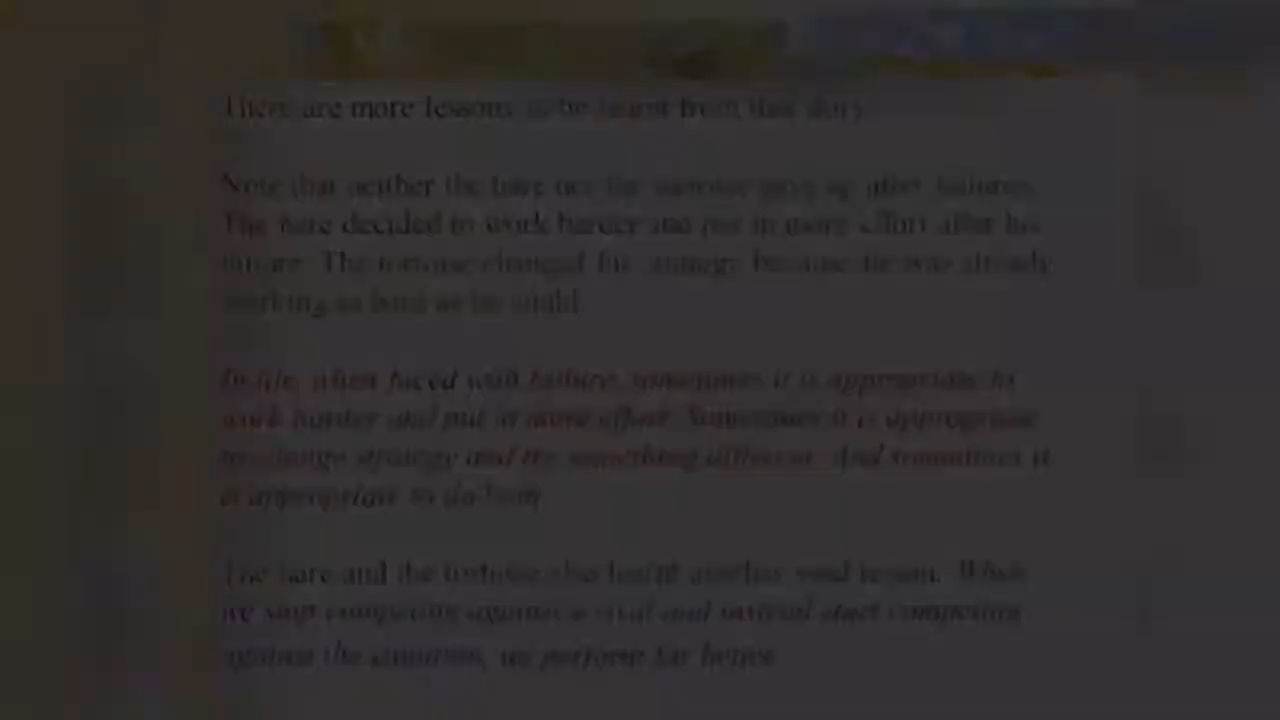 There are more lessons to be learnt from this story.
Note that neither the hare nor the tortoise gave up after failures.
The hare decided to work harder and put in more effort after his
failure. The tortoise changed his strategy because he was already
working as hard as he could.
In life, when faced with failure, sometimes it is appropriate to
work harder and put in more effort. Sometimes it is appropriate
to change strategy and try something different. And sometimes it
is appropriate to do both.
The hare and the tortoise also learnt another vital lesson. When
we stop competing against a rival and instead start competing
against the situation, we perform far better.